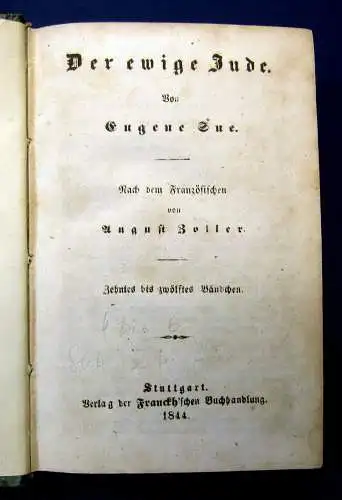 Der ewige Jude.
Von
Eugene Sue.
Nach dem Französischen
von
August Zoller.
Zehntes bis zwölftes Bändchen.
Stuttgart.
Verlag der Franckh'schen Buchhandlung.
1844.